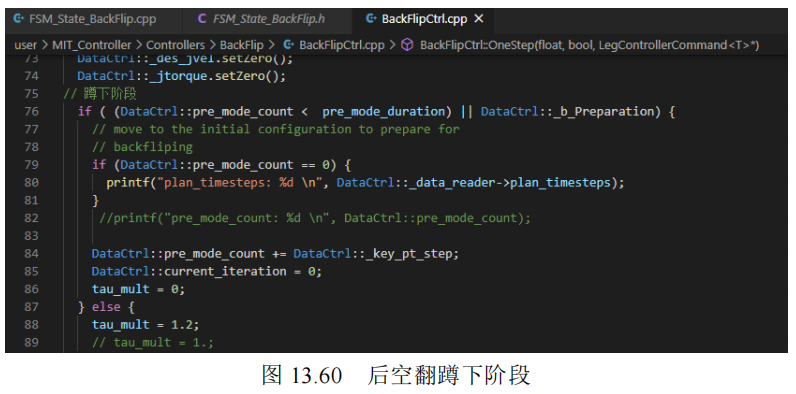 FSM_State_BackFlip.cpp FSM_State_BackFlip.h BackFlipCtrl.cpp ×
user > MIT_Controller > Controllers > BackFlip > BackFlipCtrl.cpp > BackFlipCtrl::OneStep(float, bool, LegControllerCommand<T>*)
73 DataCtrl::_des_jvel.setZero();
74 DataCtrl::_jtorque.setZero();
75 // 蹲下阶段
76 if ( (DataCtrl::pre_mode_count < pre_mode_duration) || DataCtrl::_b_Preparation) {
77 // move to the initial configuration to prepare for
78 // backfliping
79 if (DataCtrl::pre_mode_count == 0) {
80 printf("plan_timesteps: %d \n", DataCtrl::_data_reader->plan_timesteps);
81 }
82 //printf("pre_mode_count: %d \n", DataCtrl::pre_mode_count);
83
84 DataCtrl::pre_mode_count += DataCtrl::_key_pt_step;
85 DataCtrl::current_iteration = 0;
86 tau_mult = 0;
87 } else {
88 tau_mult = 1.2;
89 // tau_mult = 1.;
图 13.60 后空翻蹲下阶段